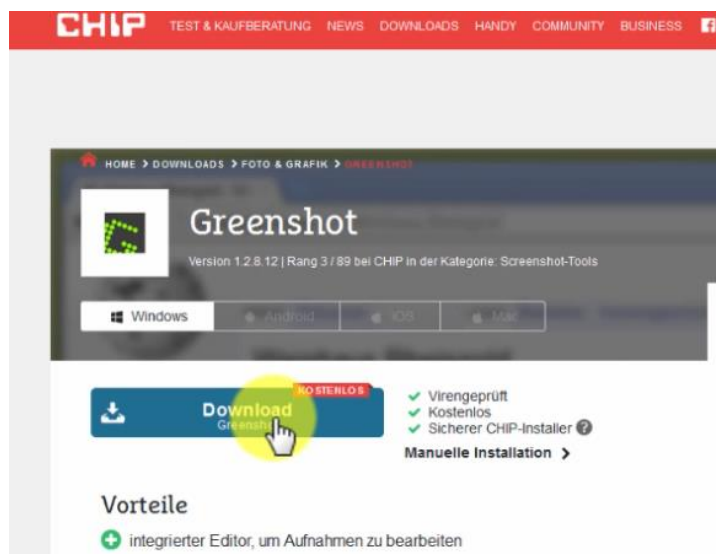 CHIP TEST & KAUFBERATUNG NEWS DOWNLOADS HANDY COMMUNITY BUSINESS
HOME > DOWNLOADS > FOTO & GRAFIK > GREENSHOT
Greenshot
Version 1.2.8.12 | Rang 3 / 89 bei CHIP in der Kategorie: Screenshot-Tools
Windows Android iOS Mac
KOSTENLOS
Download
Greenshot
Virengeprüft
Kostenlos
Sicherer CHIP-Installer ?
Manuelle Installation >
Vorteile
integrierter Editor, um Aufnahmen zu bearbeiten